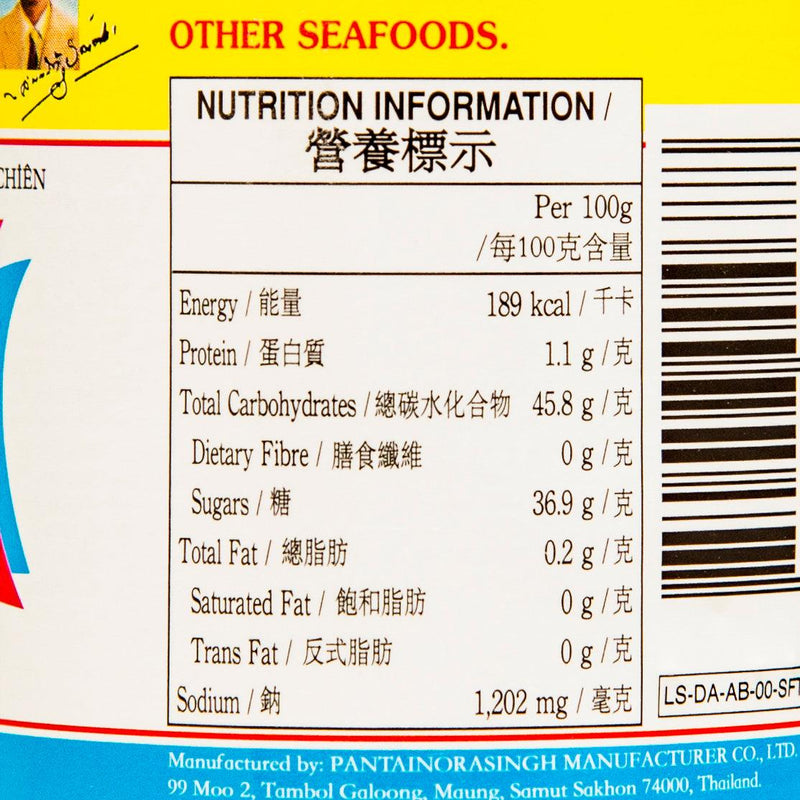 OTHER SEAFOODS.
NUTRITION INFORMATION /
營養標示
CHIÊN
Per 100g
/每100克含量
Energy / 能量 189 kcal / 千卡
Protein / 蛋白質 1.1 g / 克
Total Carbohydrates / 總碳水化合物 45.8 g / 克
Dietary Fibre / 膳食纖維 0 g / 克
Sugars / 糖 36.9 g / 克
Total Fat / 總脂肪 0.2 g / 克
Saturated Fat / 飽和脂肪 0 g / 克
Trans Fat / 反式脂肪 0 g / 克
Sodium / 鈉 1,202 mg / 毫克
LS-DA-AB-00-SFT
Manufactured by: PANTAINORASINGH MANUFACTURER CO., LTD.
99 Moo 2, Tambol Galoong, Maung, Samut Sakhon 74000, Thailand.